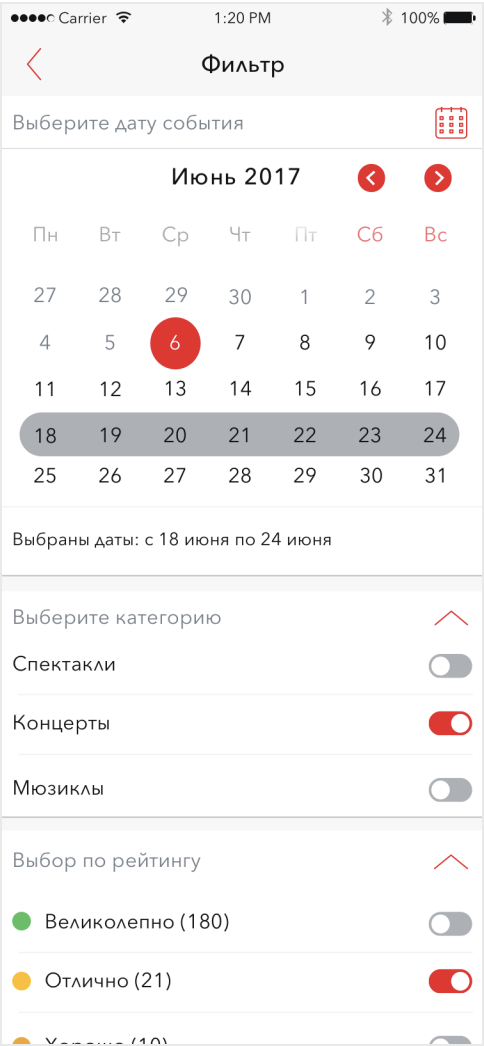 Carrier 1:20 PM 100%
Фильтр
Выберите дату события
Июнь 2017
Пн Вт Ср Чт Пт Сб Вс
27 28 29 30 1 2 3
4 5 6 7 8 9 10
11 12 13 14 15 16 17
18 19 20 21 22 23 24
25 26 27 28 29 30 31
Выбраны даты: с 18 июня по 24 июня
Выберите категорию
Спектакли
Концерты
Мюзиклы
Выбор по рейтингу
Великолепно (180)
Отлично (21)
Хорошо (10)